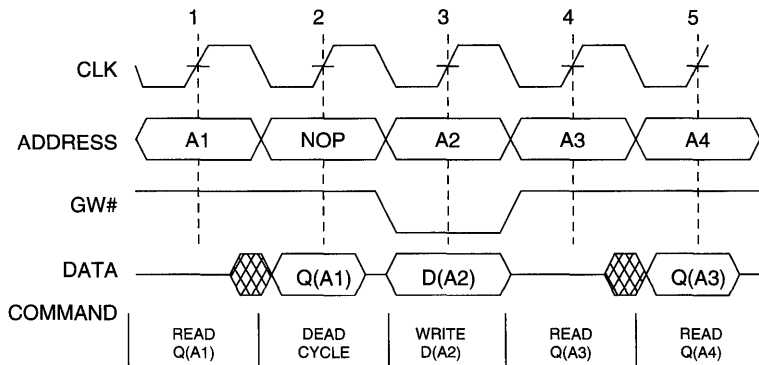 1 2 3 4 5
CLK
ADDRESS A1 NOP A2 A3 A4
GW#
DATA Q(A1) D(A2) Q(A3)
COMMAND
READ DEAD WRITE READ READ
Q(A1) CYCLE D(A2) Q(A3) Q(A4)